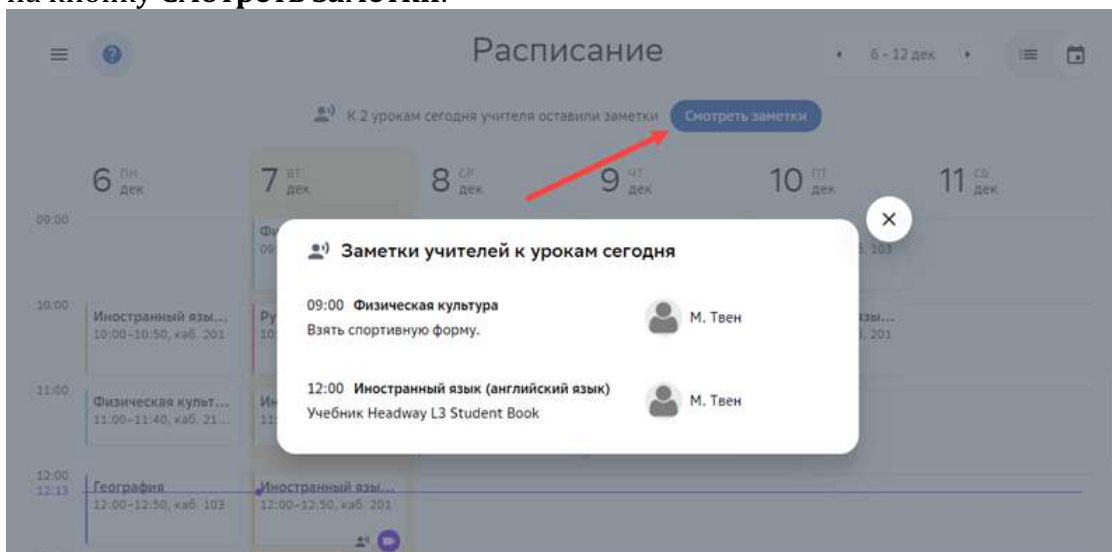 на кнопку Смотреть заметки.
Расписание
6 - 12 дек
К 2 урокам сегодня учителя оставили заметки Смотреть заметки
6 ПН дек 7 ВТ дек 8 СР дек 9 ЧТ дек 10 ПТ дек 11 СБ дек
09:00
Заметки учителей к урокам сегодня
09:00 Физическая культура
М. Твен
Взять спортивную форму.
12:00 Иностранный язык (английский язык)
М. Твен
Учебник Headway L3 Student Book
103
10:00
Иностранный язы...
10:00–10:50, каб. 201
201
11:00
Физическая культ...
11:00–11:40, каб. 21...
12:00
12:13
География
12:00–12:50, каб. 103
Иностранный язы...
12:00–12:50, каб. 201